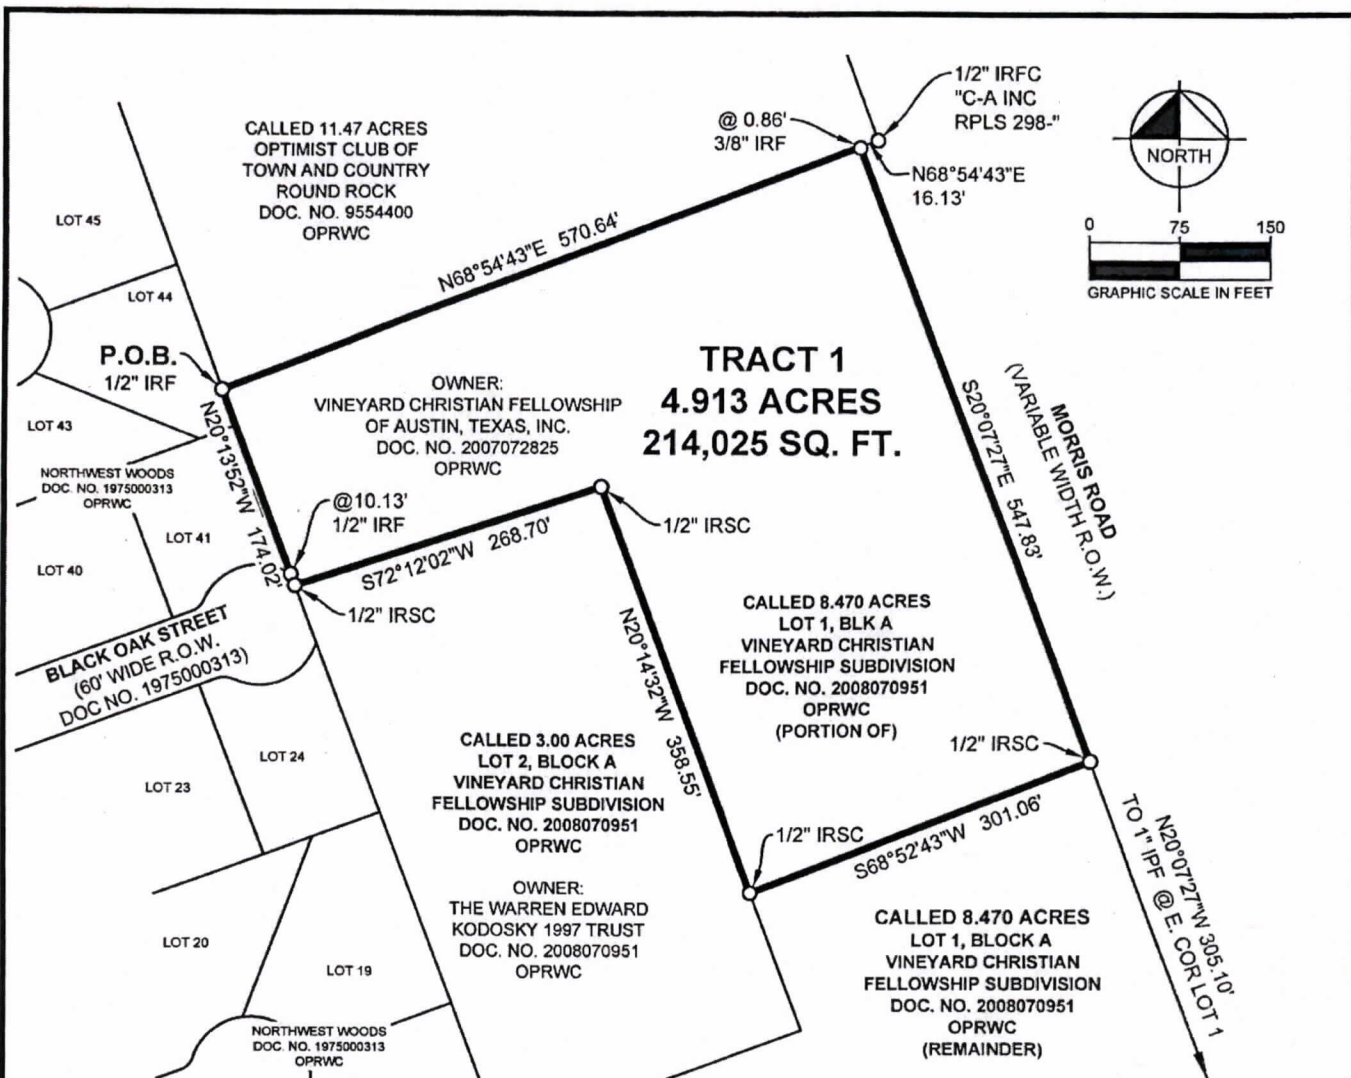 1/2" IRFC
"C-A INC
RPLS 298-"
@ 0.86'
3/8" IRF
N68°54'43"E
16.13'
NORTH
0 75 150
GRAPHIC SCALE IN FEET
CALLED 11.47 ACRES
OPTIMIST CLUB OF
TOWN AND COUNTRY
ROUND ROCK
DOC. NO. 9554400
OPRWC
LOT 45
LOT 44
N68°54'43"E 570.64'
P.O.B.
1/2" IRF
OWNER:
VINEYARD CHRISTIAN FELLOWSHIP
OF AUSTIN, TEXAS, INC.
DOC. NO. 2007072825
OPRWC
TRACT 1
4.913 ACRES
214,025 SQ. FT.
S20°07'27"E 547.83'
MORRIS ROAD
(VARIABLE WIDTH R.O.W.)
LOT 43
N20°13'52"W 174.02'
NORTHWEST WOODS
DOC. NO. 1975000313
OPRWC
@10.13'
1/2" IRF
LOT 41
LOT 40
S72°12'02"W 268.70'
1/2" IRSC
1/2" IRSC
BLACK OAK STREET
(60' WIDE R.O.W.
DOC NO. 1975000313)
N20°14'32"W 358.55'
CALLED 8.470 ACRES
LOT 1, BLK A
VINEYARD CHRISTIAN
FELLOWSHIP SUBDIVISION
DOC. NO. 2008070951
OPRWC
(PORTION OF)
1/2" IRSC
LOT 24
LOT 23
CALLED 3.00 ACRES
LOT 2, BLOCK A
VINEYARD CHRISTIAN
FELLOWSHIP SUBDIVISION
DOC. NO. 2008070951
OPRWC
1/2" IRSC
S68°52'43"W 301.06'
N20°07'27"W 305.10'
TO 1" IPF @ E. COR LOT 1
OWNER:
THE WARREN EDWARD
KODOSKY 1997 TRUST
DOC. NO. 2008070951
OPRWC
CALLED 8.470 ACRES
LOT 1, BLOCK A
VINEYARD CHRISTIAN
FELLOWSHIP SUBDIVISION
DOC. NO. 2008070951
OPRWC
(REMAINDER)
LOT 20
LOT 19
NORTHWEST WOODS
DOC. NO. 1975000313
OPRWC